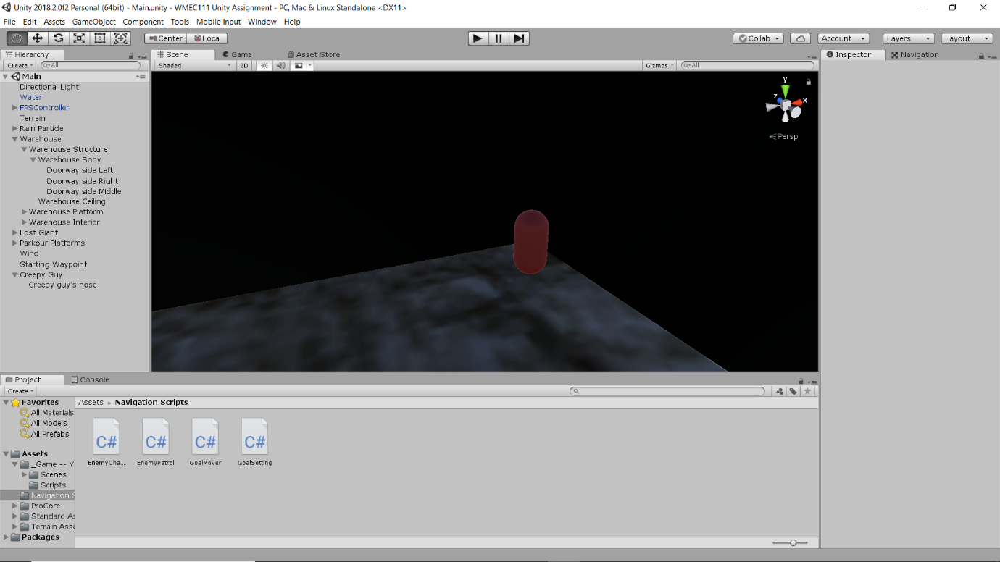 Unity 2018.2.0f2 Personal (64bit) - Main.unity - WMEC111 Unity Assignment - PC, Mac & Linux Standalone <DX11>
File Edit Assets GameObject Component Tools Mobile Input Window Help
Center Local Collab Account Layers Layout
Hierarchy
Create All
Main
Directional Light
Water
FPSController
Terrain
Rain Particle
Warehouse
Warehouse Structure
Warehouse Body
Doorway side Left
Doorway side Right
Doorway side Middle
Warehouse Ceiling
Warehouse Platform
Warehouse Interior
Lost Giant
Parkour Platforms
Wind
Starting Waypoint
Creepy Guy
Creepy guy's nose
Scene Game Asset Store
Shaded 2D Gizmos All
y
z x
Persp
Inspector Navigation
Project Console
Create
Favorites
All Materials
All Models
All Prefabs
Assets
_Game -- Y
Scenes
Scripts
Navigation S
ProCore
Standard As
Terrain Asse
Packages
Assets Navigation Scripts
C# C# C# C#
EnemyCha... EnemyPatrol GoalMover GoalSetting